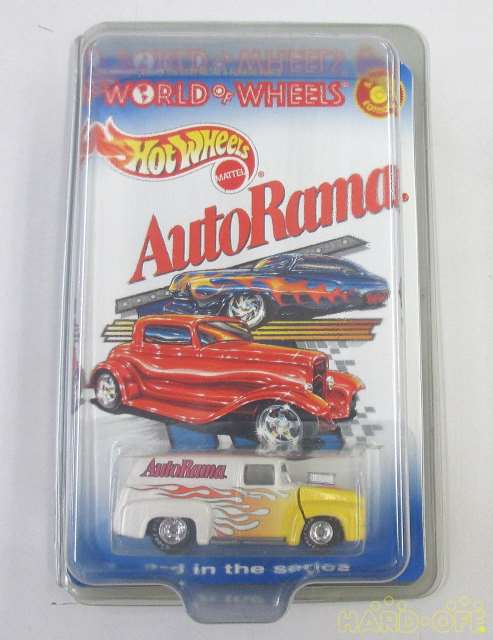 WORLD OF WHEELS
Hot Wheels
MATTEL
®
AutoRama®
AutoRama
in the series
HARD-OFF